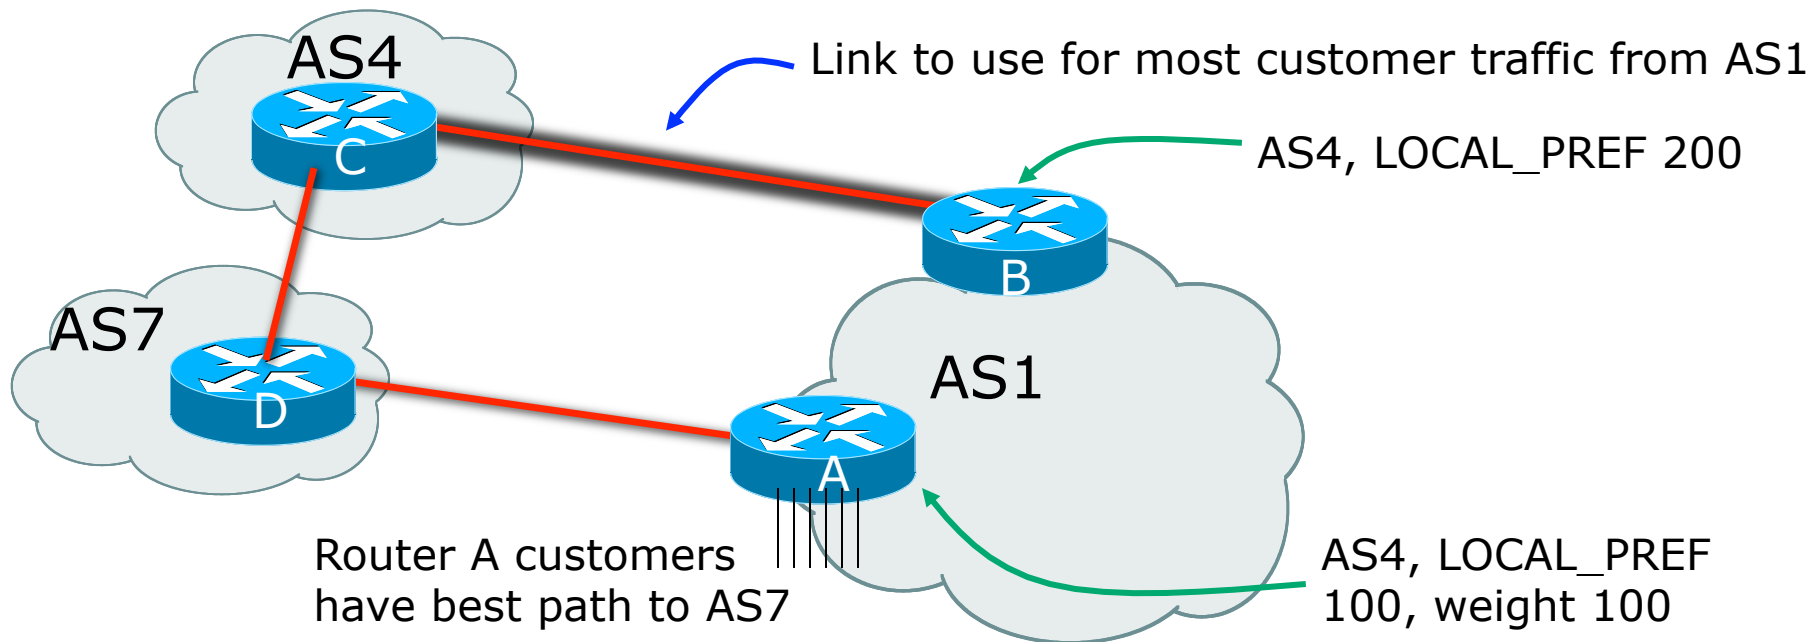 AS4
Link to use for most customer traffic from AS1
C
AS4, LOCAL_PREF 200
B
AS7
D
AS1
A
Router A customers
have best path to AS7
AS4, LOCAL_PREF
100, weight 100